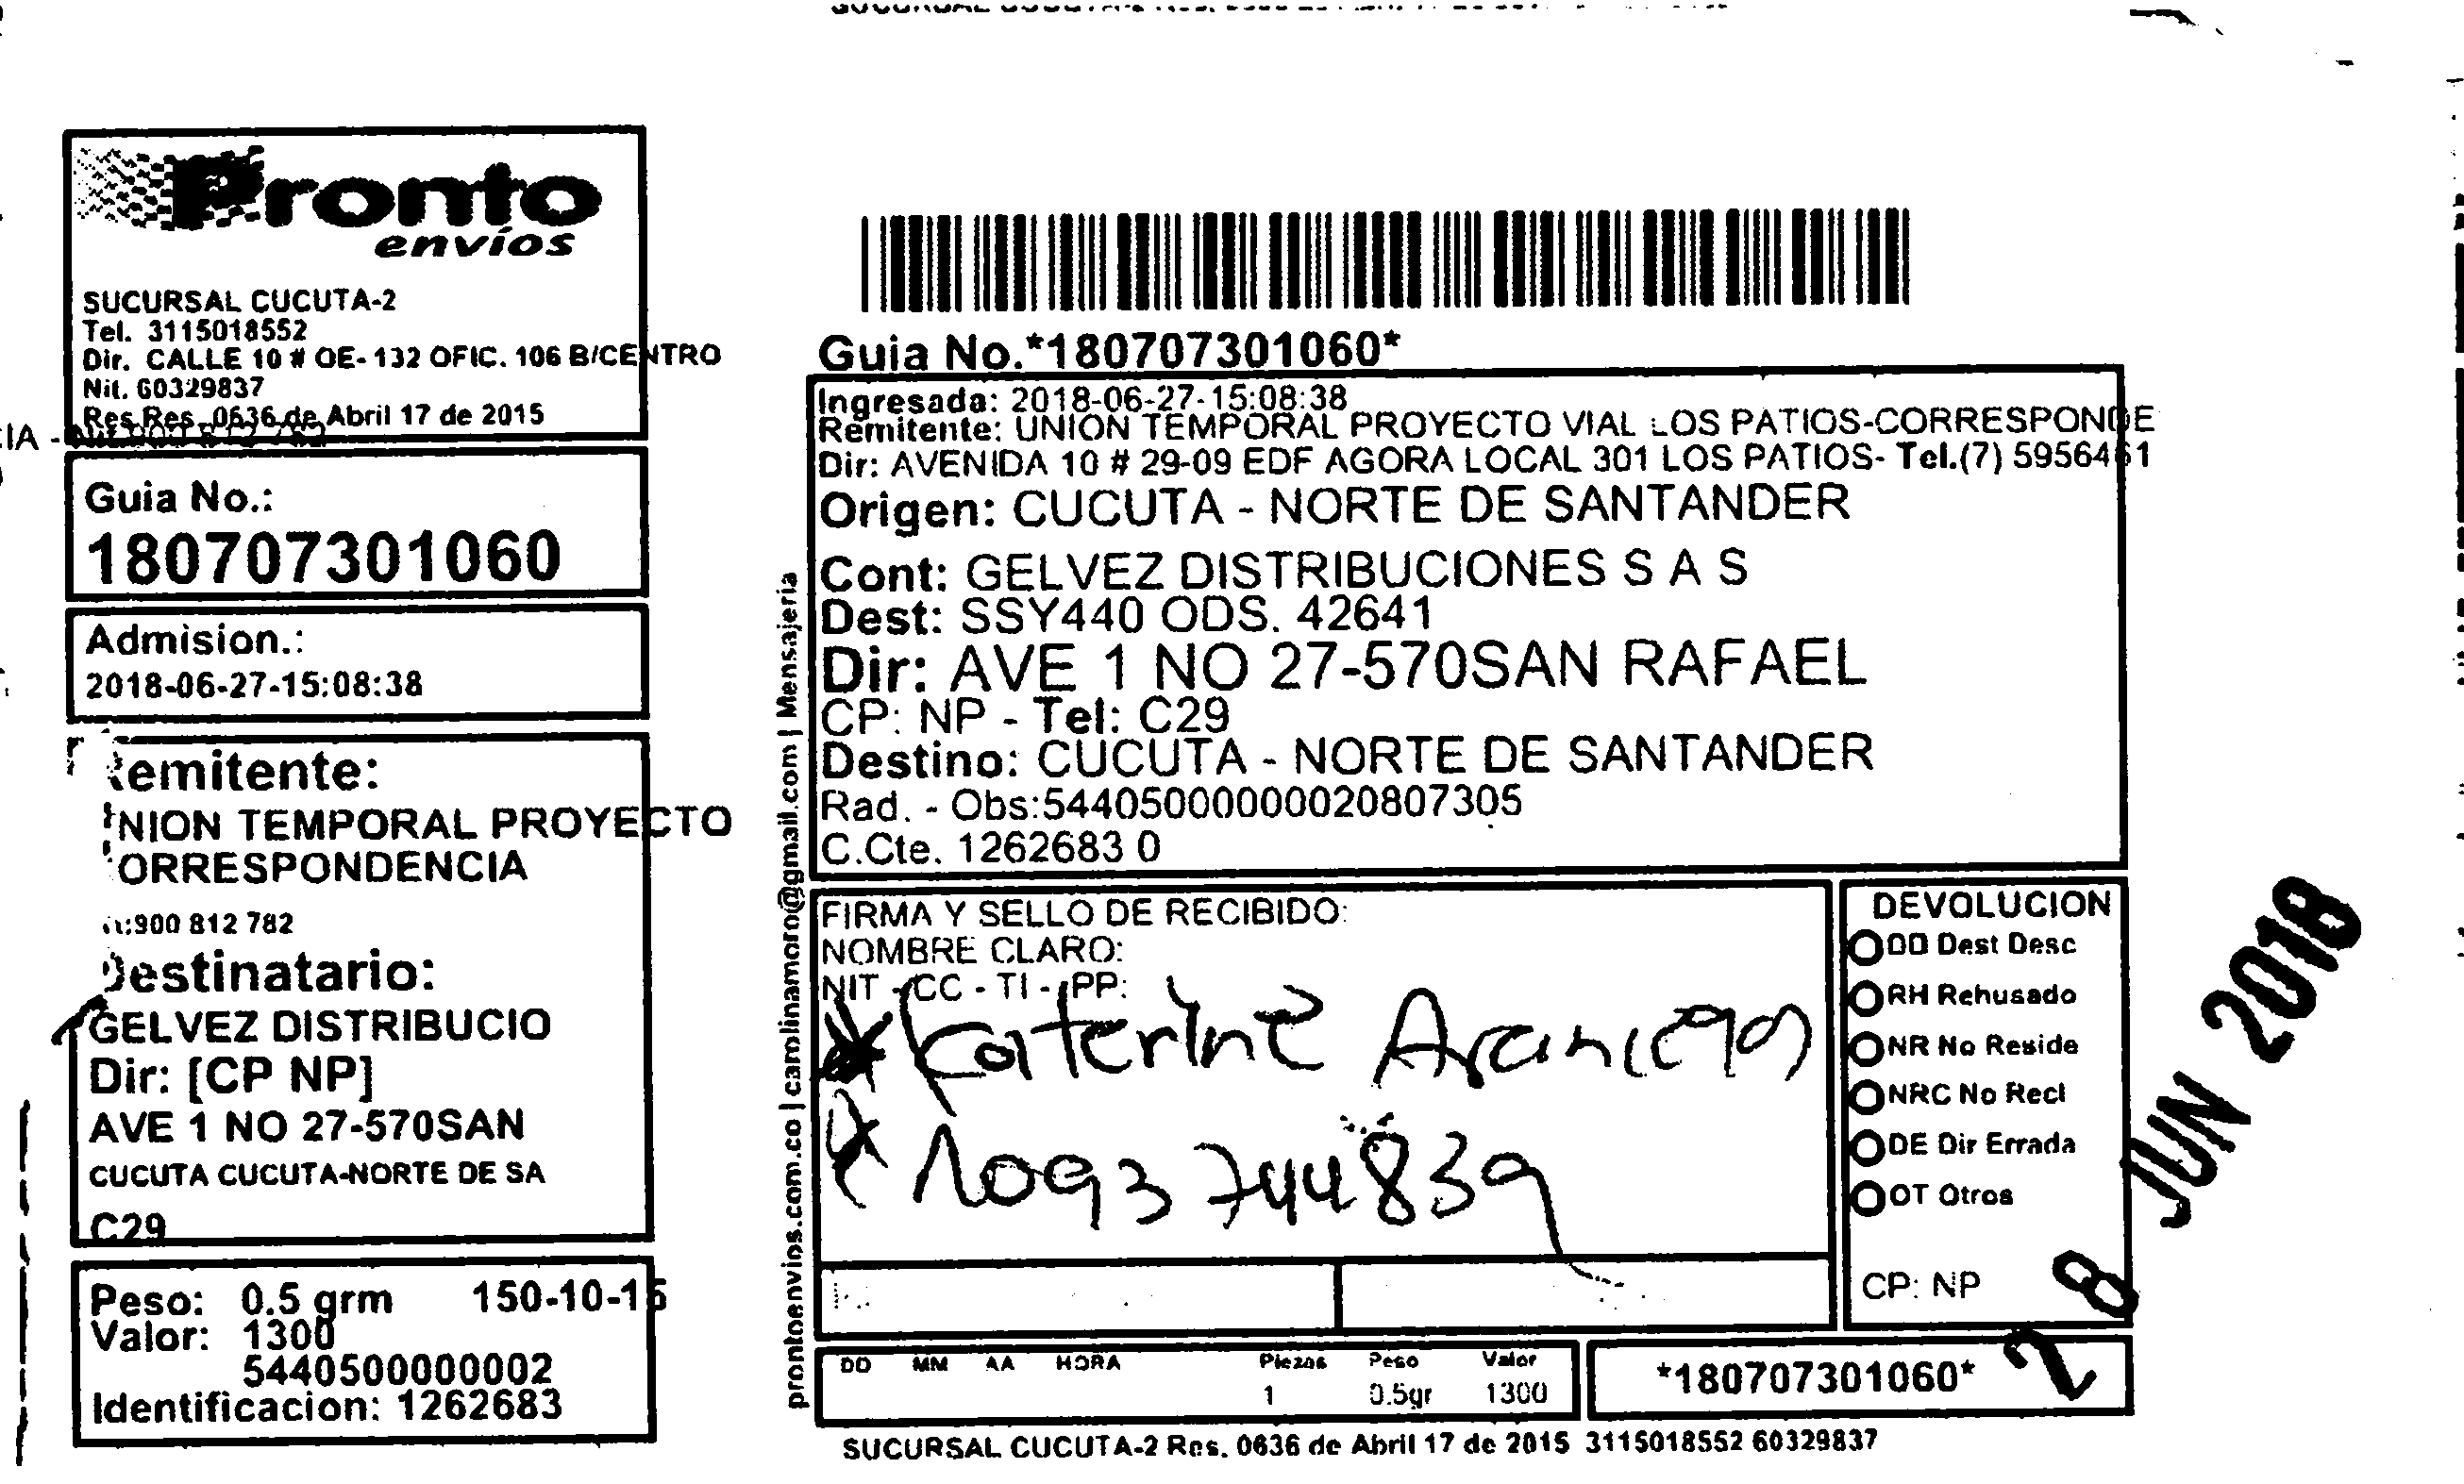 Pronto
envíos
SUCURSAL CUCUTA-2
Tel. 3115018552
Dir. CALLE 10 # OE-132 OFIC. 106 B/CENTRO
Nit. 60329837
Res Res. 0636 de Abril 17 de 2015
Guia No.:
180707301060
Admision.:
2018-06-27-15:08:38
Remitente:
UNION TEMPORAL PROYECTO
CORRESPONDENCIA
:900 812 782
Destinatario:
GELVEZ DISTRIBUCIO
Dir: [CP NP]
AVE 1 NO 27-570SAN
CUCUTA CUCUTA-NORTE DE SA
C29
Peso: 0.5 grm 150-10-15
Valor: 1300
5440500000002
Identificacion: 1262683
prontoenvios.com.co | carolinamoro@gmail.com | Mensajeria
Guia No.*180707301060*
Ingresada: 2018-06-27-15:08:38
Remitente: UNION TEMPORAL PROYECTO VIAL LOS PATIOS-CORRESPONDE
Dir: AVENIDA 10 # 29-09 EDF AGORA LOCAL 301 LOS PATIOS- Tel.(7) 5956461
Origen: CUCUTA - NORTE DE SANTANDER
Cont: GELVEZ DISTRIBUCIONES S A S
Dest: SSY440 ODS. 42641
Dir: AVE 1 NO 27-570SAN RAFAEL
CP: NP - Tel: C29
Destino: CUCUTA - NORTE DE SANTANDER
Rad. - Obs:54405000000020807305
C.Cte. 1262683 0
FIRMA Y SELLO DE RECIBIDO:
NOMBRE CLARO:
NIT - CC - TI - PP:
Katerine
1093744839
DEVOLUCION
DD Dest Desc
RH Rehusado
NR No Reside
NRC No Recl
DE Dir Errada
OT Otros
CP: NP
28 JUN 2018
DD MM AA HORA Piezas Peso Valor
1 0.5gr 1300
*180707301060*
SUCURSAL CUCUTA-2 Res. 0636 de Abril 17 de 2015 3115018552 60329837